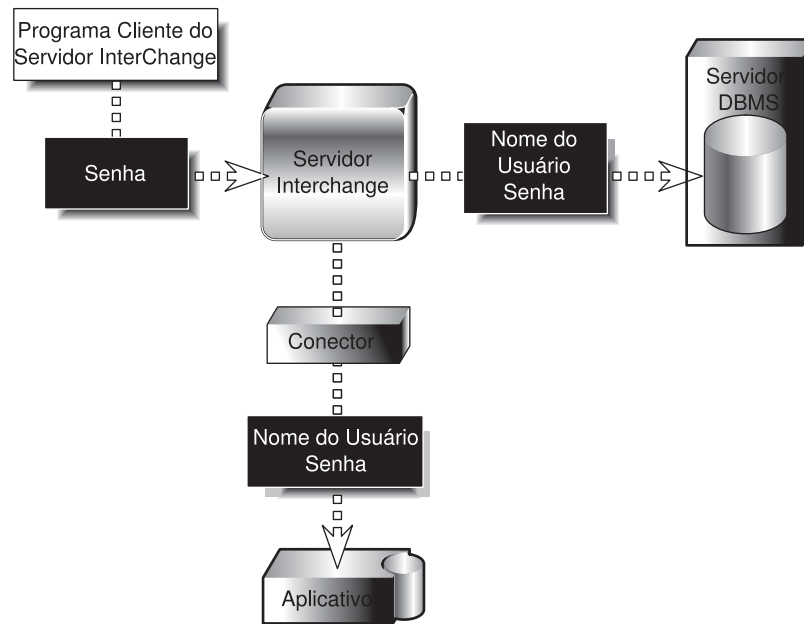 Programa Cliente do
Servidor InterChange
Senha
Servidor
Interchange
Nome do
Usuário
Senha
Servidor
DBMS
Conector
Nome do Usuário
Senha
Aplicativo